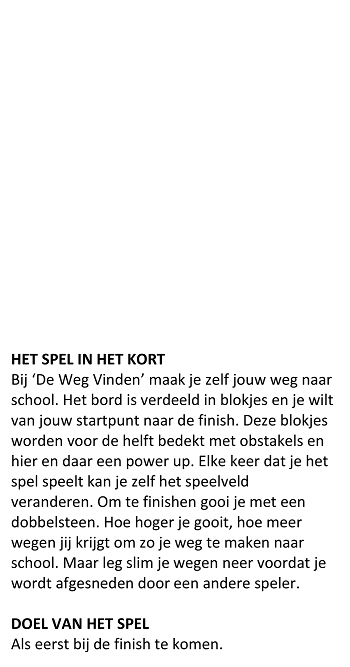 HET SPEL IN HET KORT
Bij ‘De Weg Vinden’ maak je zelf jouw weg naar
school. Het bord is verdeeld in blokjes en je wilt
van jouw startpunt naar de finish. Deze blokjes
worden voor de helft bedekt met obstakels en
hier en daar een power up. Elke keer dat je het
spel speelt kan je zelf het speelveld
veranderen. Om te finishen gooi je met een
dobbelsteen. Hoe hoger je gooit, hoe meer
wegen jij krijgt om zo je weg te maken naar
school. Maar leg slim je wegen neer voordat je
wordt afgesneden door een andere speler.
DOEL VAN HET SPEL
Als eerst bij de finish te komen.